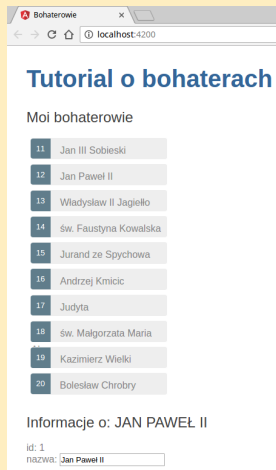 Bohaterowie
localhost:4200
Tutorial o bohaterach
Moi bohaterowie
11 Jan III Sobieski
12 Jan Paweł II
13 Władysław II Jagiełło
14 św. Faustyna Kowalska
15 Jurand ze Spychowa
16 Andrzej Kmicic
17 Judyta
18 św. Małgorzata Maria
19 Kazimierz Wielki
20 Bolesław Chrobry
Informacje o: JAN PAWEŁ II
id: 1
nazwa: Jan Paweł II